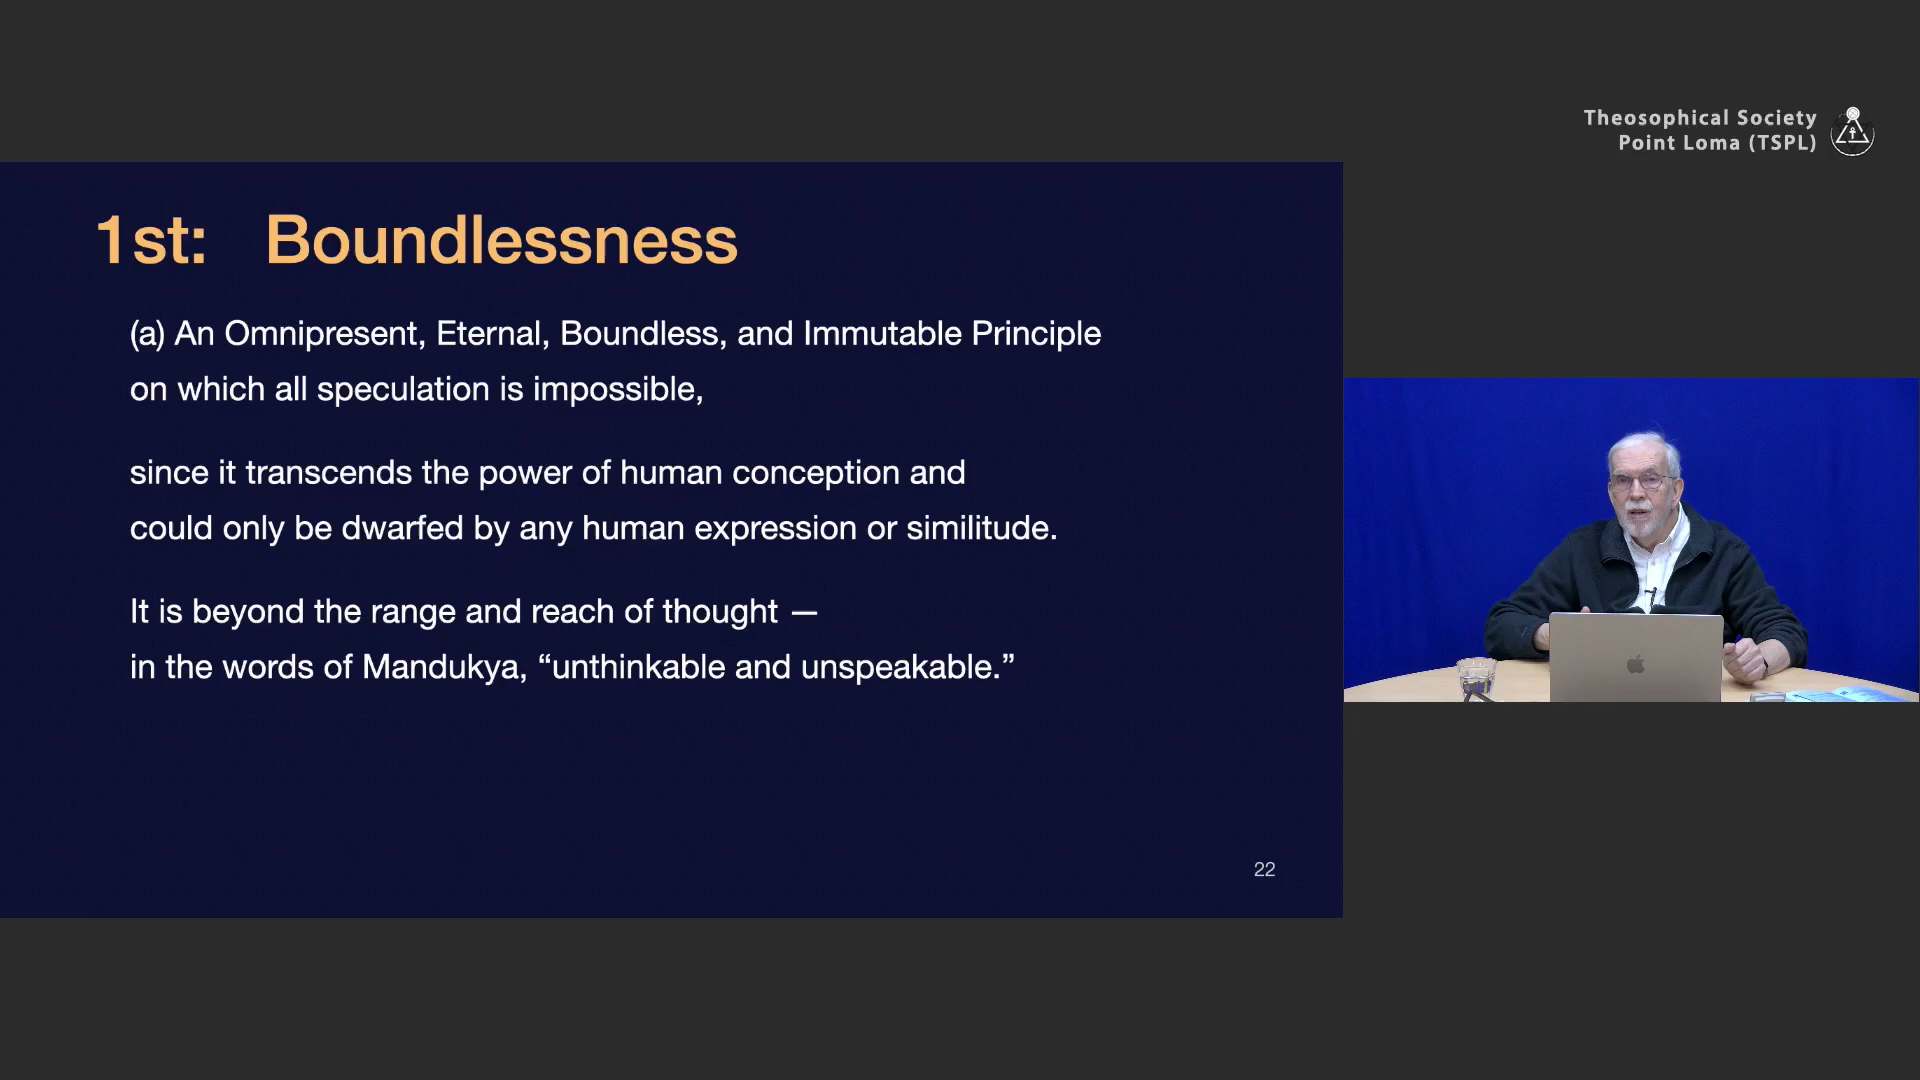 Theosophical Society
Point Loma (TSPL)
1st: Boundlessness
(a) An Omnipresent, Eternal, Boundless, and Immutable Principle
on which all speculation is impossible,
since it transcends the power of human conception and
could only be dwarfed by any human expression or similitude.
It is beyond the range and reach of thought —
in the words of Mandukya, “unthinkable and unspeakable.”
22